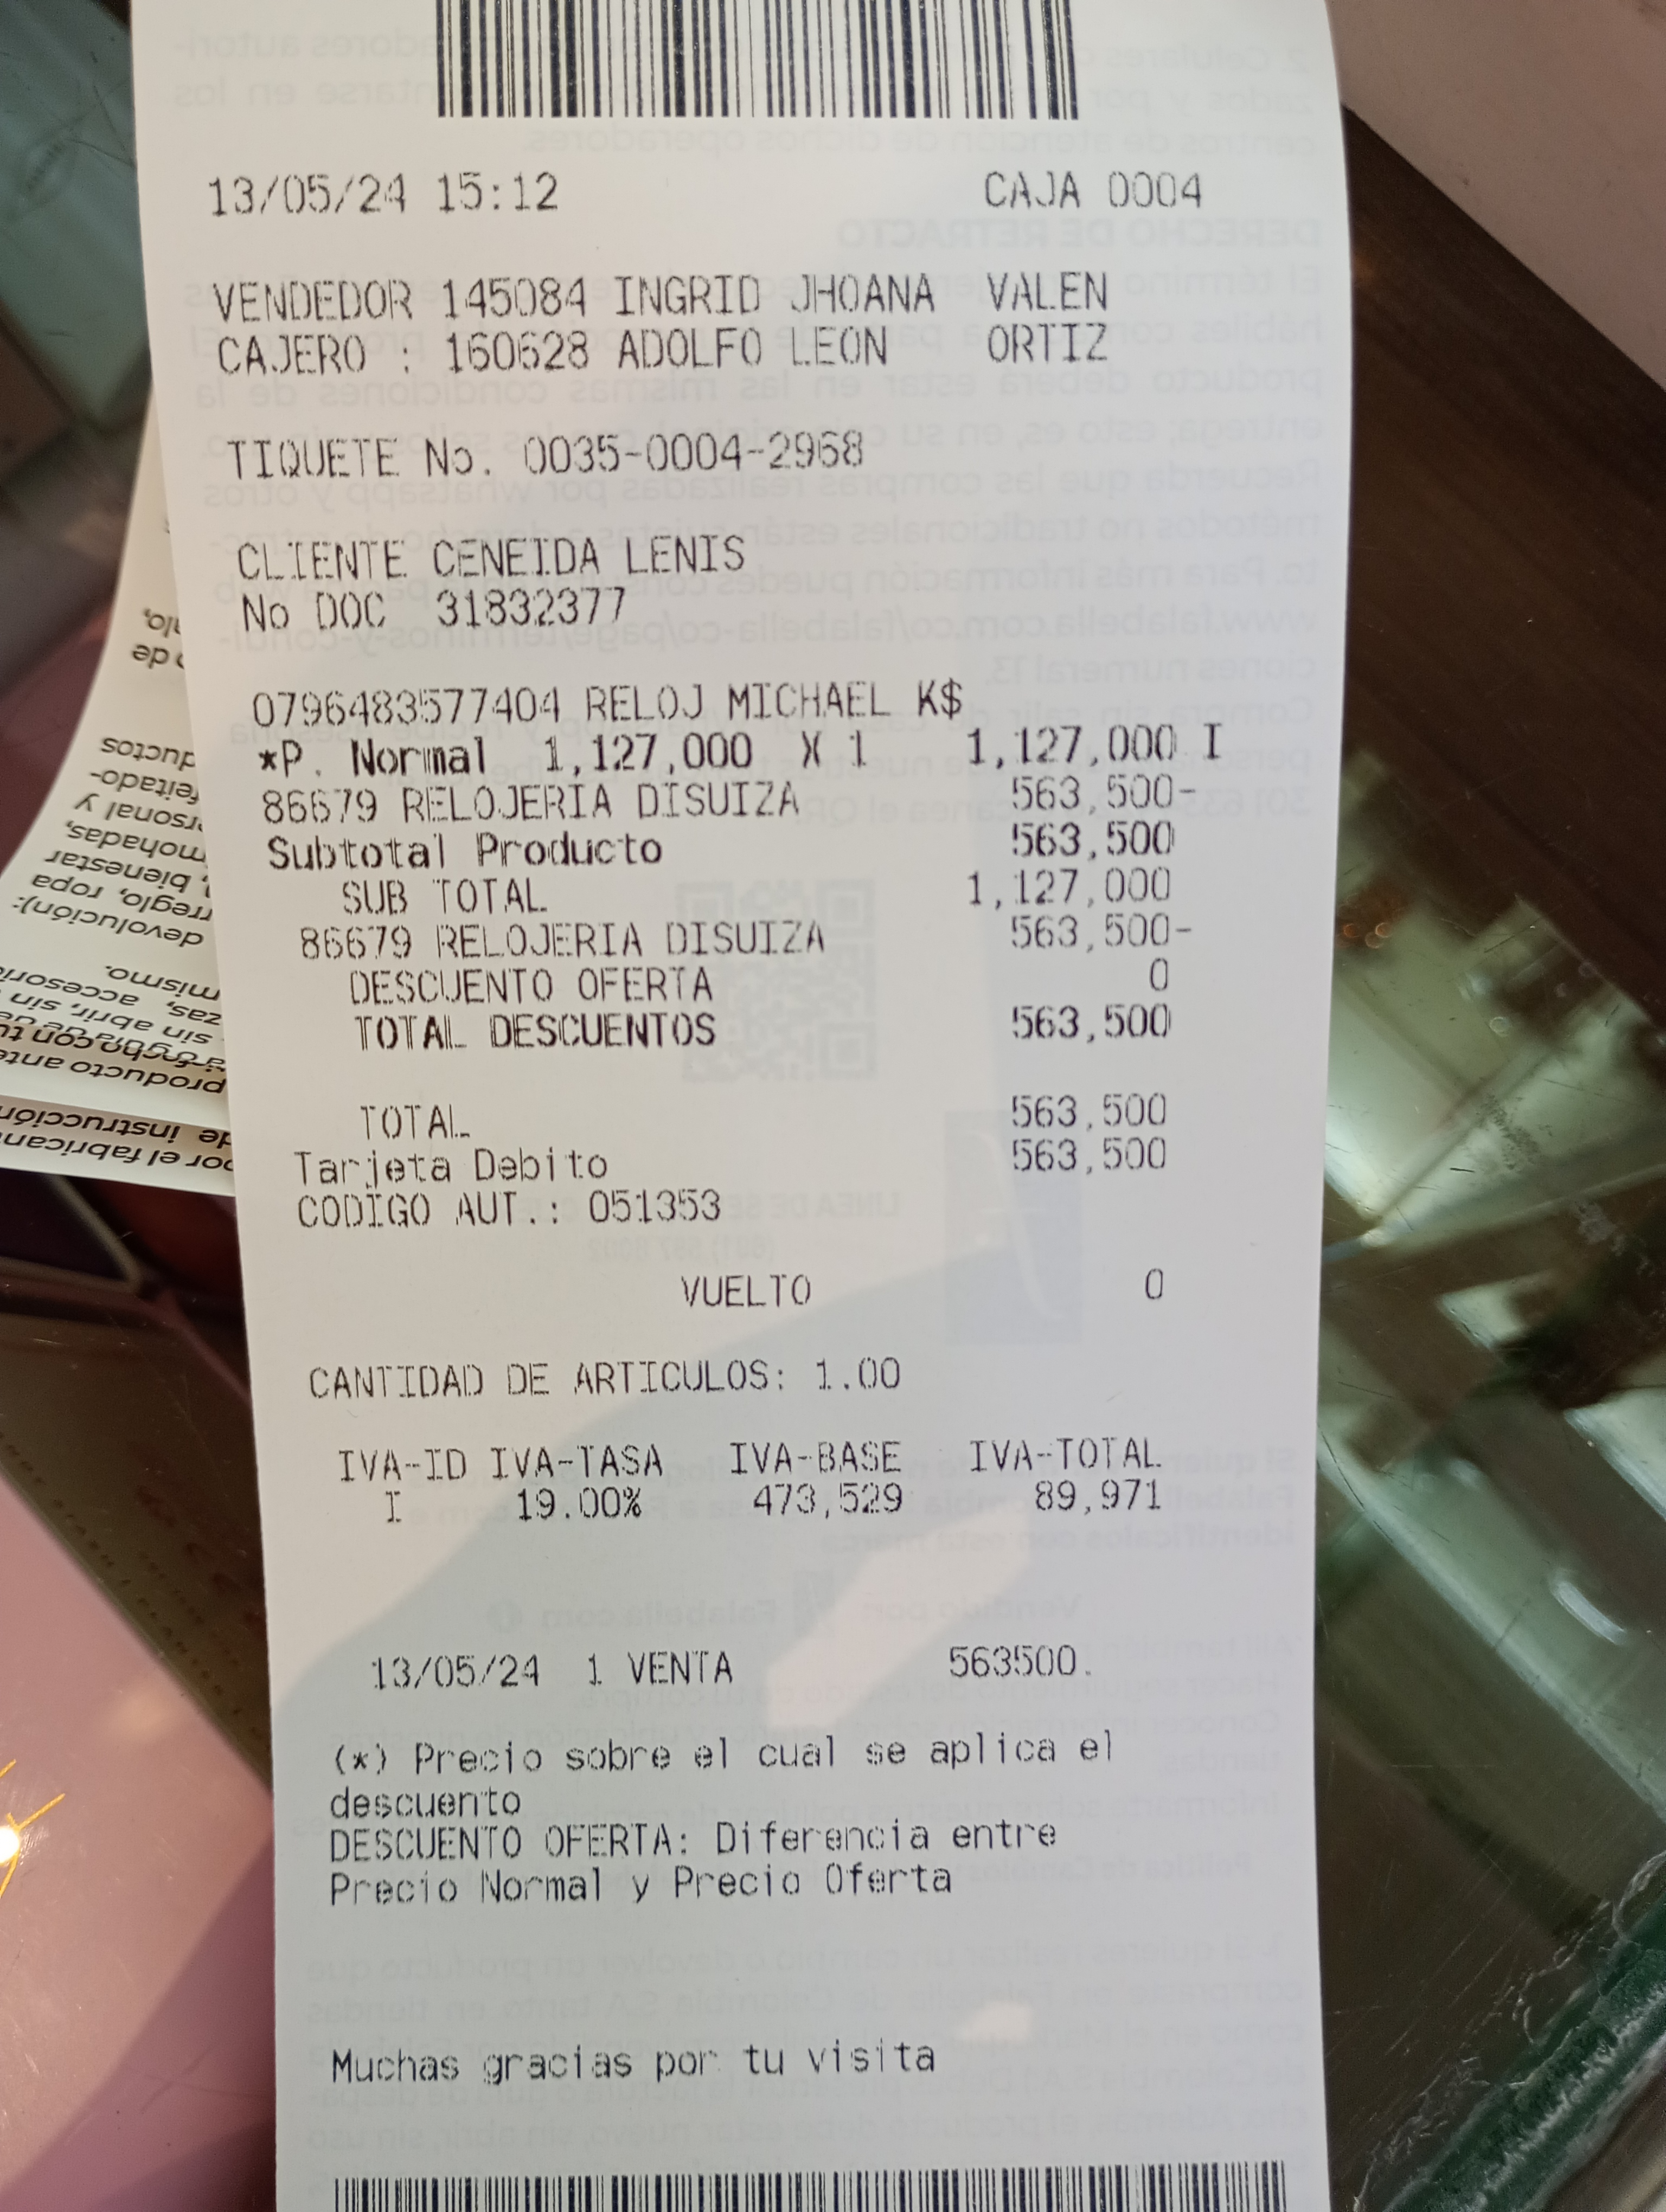 13/05/24 15:12 CAJA 0004
VENDEDOR 145084 INGRID JHOANA VALEN
CAJERO : 160628 ADOLFO LEON ORTIZ
TIQUETE No. 0035-0004-2968
CLIENTE CENEIDA LENIS
No DOC 31832377
0796483577404 RELOJ MICHAEL K$
*P. Normal 1,127,000 X 1 1,127,000 I
86679 RELOJERIA DISUIZA 563,500-
Subtotal Producto 563,500
SUB TOTAL 1,127,000
86679 RELOJERIA DISUIZA 563,500-
DESCUENTO OFERTA 0
TOTAL DESCUENTOS 563,500
TOTAL 563,500
Tarjeta Debito 563,500
CODIGO AUT.: 051353
VUELTO 0
CANTIDAD DE ARTICULOS: 1.00
IVA-ID IVA-TASA IVA-BASE IVA-TOTAL
I 19.00% 473,529 89,971
13/05/24 1 VENTA 563500.
(*) Precio sobre el cual se aplica el
descuento
DESCUENTO OFERTA: Diferencia entre
Precio Normal y Precio Oferta
Muchas gracias por tu visita